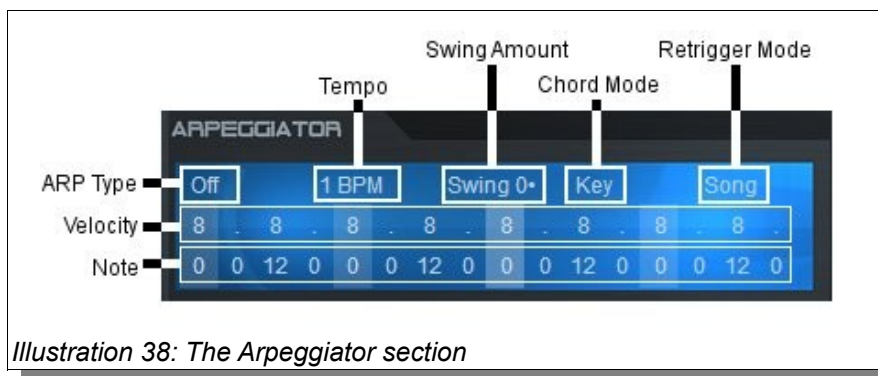 Swing Amount Retrigger Mode
Tempo Chord Mode
ARPEGGIATOR
ARP Type Off 1 BPM Swing 0• Key Song
Velocity 8 . 8 . 8 . 8 . 8 . 8 . 8 . 8 .
Note 0 0 12 0 0 0 12 0 0 0 12 0 0 0 12 0
Illustration 38: The Arpeggiator section